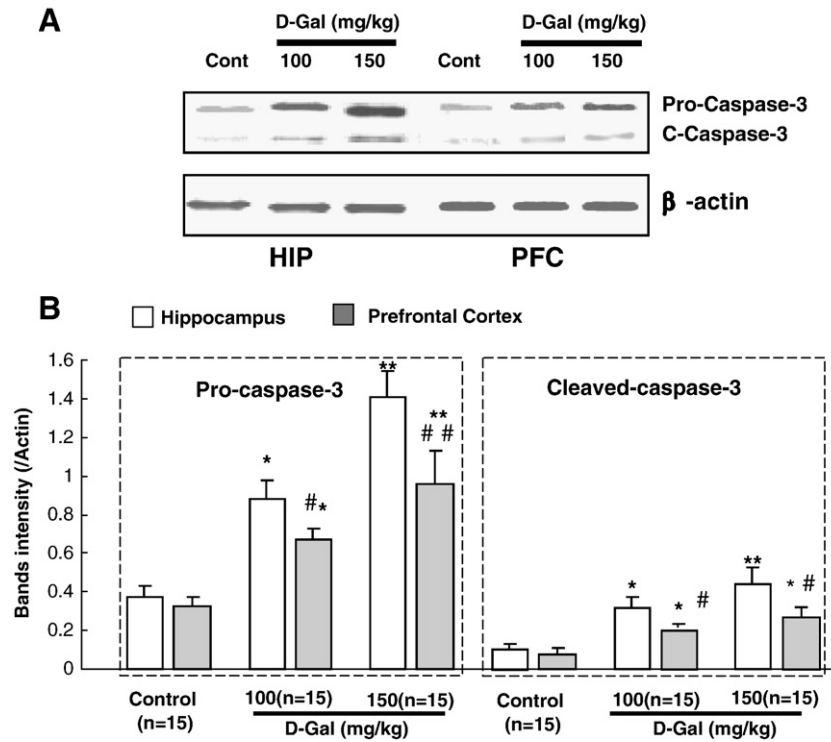 A
D-Gal (mg/kg) D-Gal (mg/kg)
Cont 100 150 Cont 100 150
Pro-Caspase-3
C-Caspase-3
β -actin
HIP PFC
B
Hippocampus Prefrontal Cortex
Bands intensity (/Actin)
1.6
1.4
1.2
1
0.8
0.6
0.4
0.2
0
Pro-caspase-3 Cleaved-caspase-3
* #* ** ** # # * * # ** * #
Control 100(n=15) 150(n=15) Control 100(n=15) 150(n=15)
(n=15) D-Gal (mg/kg) (n=15) D-Gal (mg/kg)